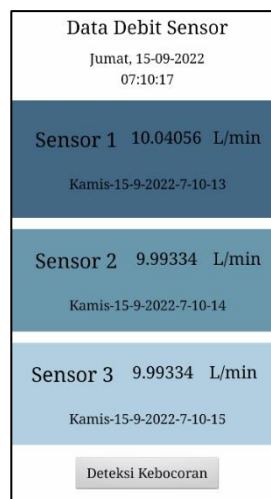 Data Debit Sensor
Jumat, 15-09-2022
07:10:17
Sensor 1 10.04056 L/min
Kamis-15-9-2022-7-10-13
Sensor 2 9.99334 L/min
Kamis-15-9-2022-7-10-14
Sensor 3 9.99334 L/min
Kamis-15-9-2022-7-10-15
Deteksi Kebocoran